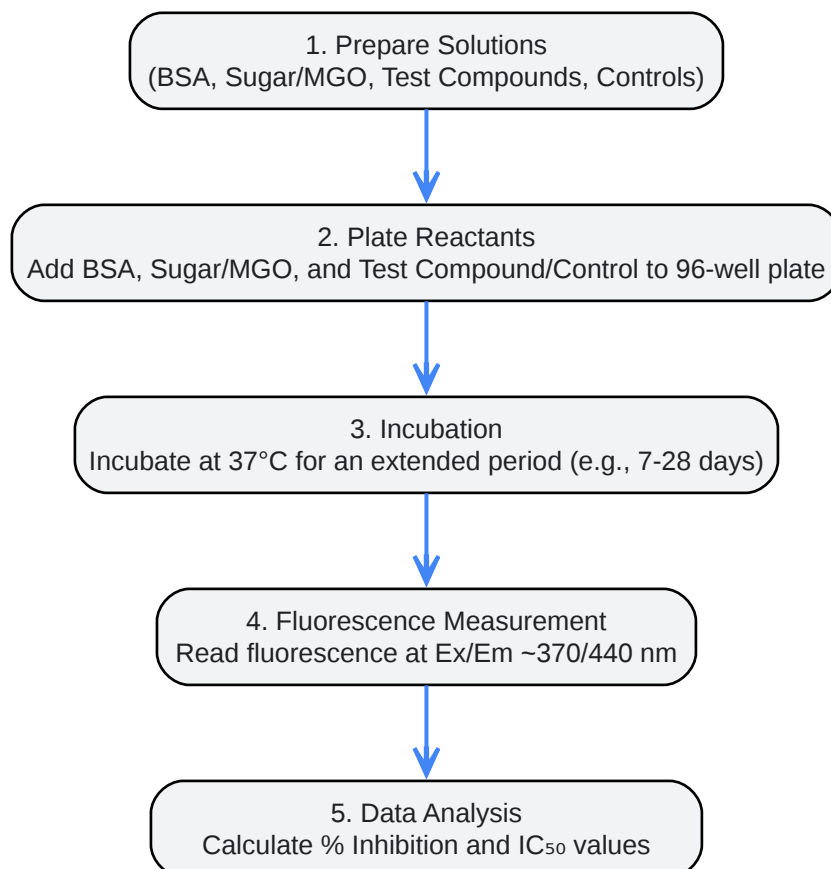 1. Prepare Solutions
(BSA, Sugar/MGO, Test Compounds, Controls)
2. Plate Reactants
Add BSA, Sugar/MGO, and Test Compound/Control to 96-well plate
3. Incubation
Incubate at 37°C for an extended period (e.g., 7-28 days)
4. Fluorescence Measurement
Read fluorescence at Ex/Em ~370/440 nm
5. Data Analysis
Calculate % Inhibition and IC₅₀ values